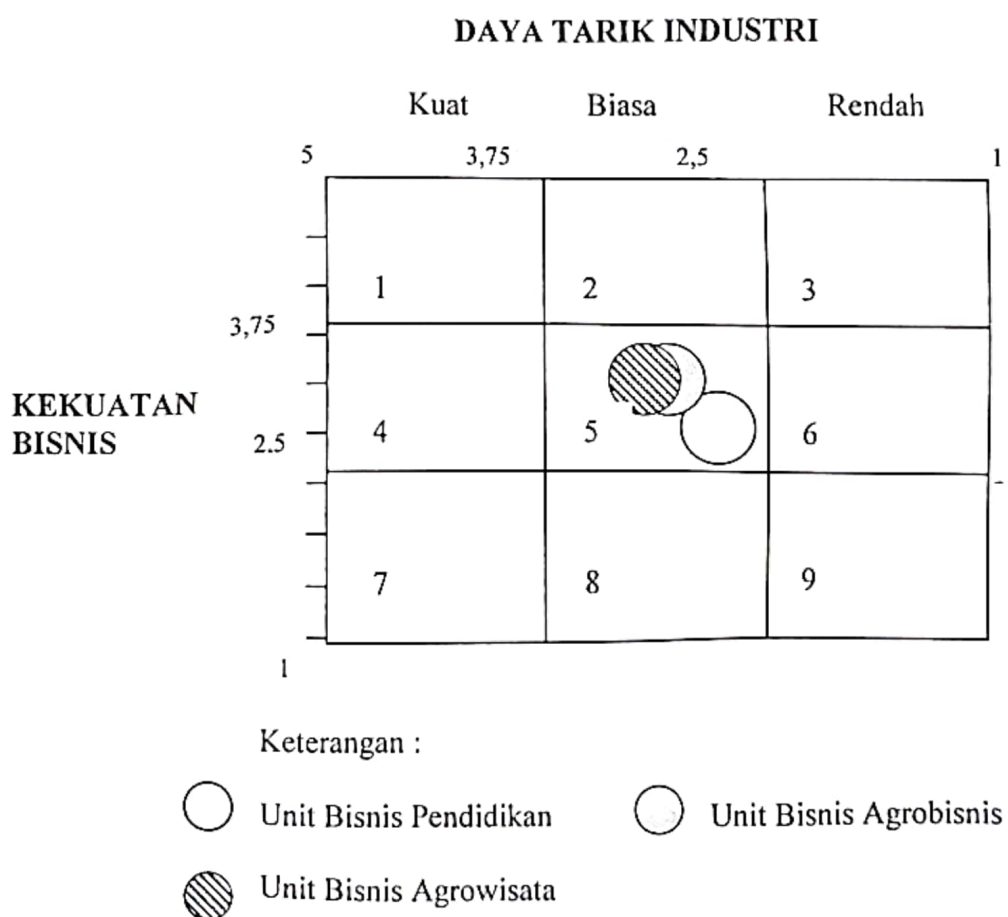 DAYA TARIK INDUSTRI
Kuat Biasa Rendah
5 3,75 2,5 1
1 2 3
3,75
KEKUATAN
BISNIS
2.5
4 5 6
7 8 9
1
Keterangan :
Unit Bisnis Pendidikan Unit Bisnis Agrobisnis
Unit Bisnis Agrowisata